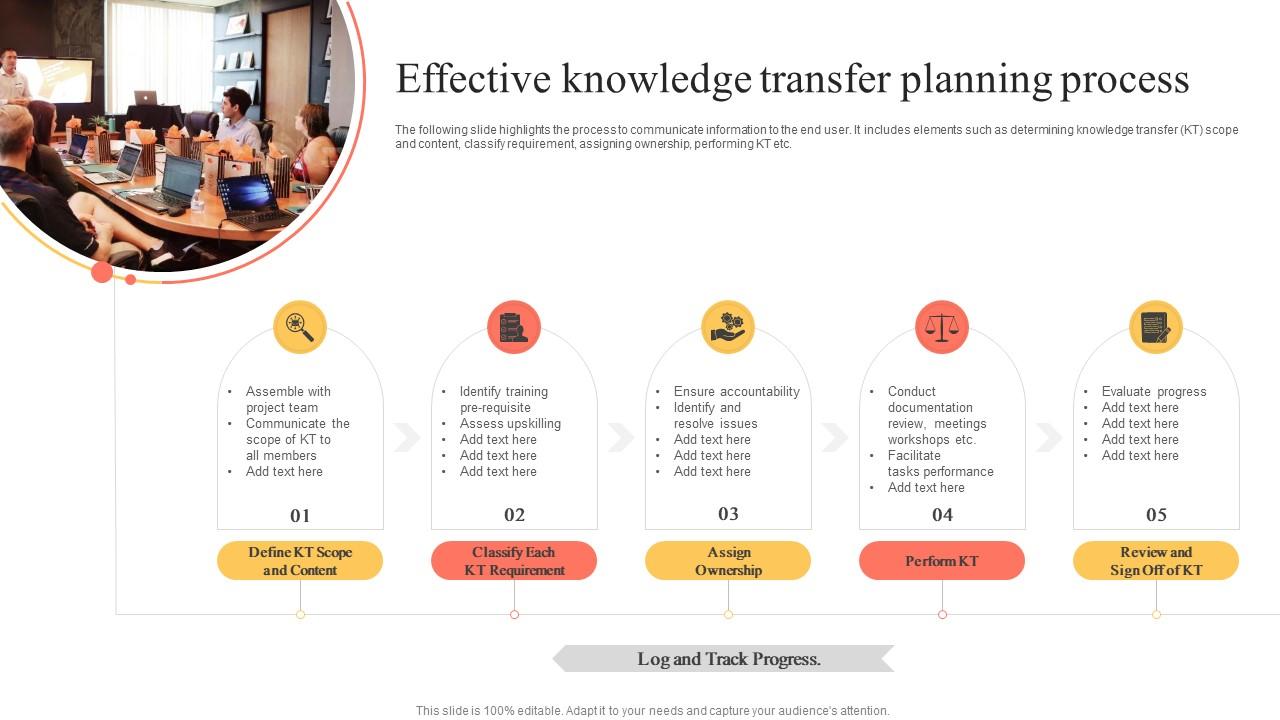 Effective knowledge transfer planning process
The following slide highlights the process to communicate information to the end user. It includes elements such as determining knowledge transfer (KT) scope
and content, classify requirement, assigning ownership, performing KT etc.
• Assemble with
project team
• Communicate the
scope of KT to
all members
• Add text here
01
Define KT Scope
and Content
• Identify training
pre-requisite
• Assess upskilling
• Add text here
• Add text here
• Add text here
02
Classify Each
KT Requirement
• Ensure accountability
• Identify and
resolve issues
• Add text here
• Add text here
• Add text here
03
Assign
Ownership
• Conduct
documentation
review, meetings
workshops etc.
• Facilitate
tasks performance
• Add text here
04
Perform KT
• Evaluate progress
• Add text here
• Add text here
• Add text here
• Add text here
05
Review and
Sign Off of KT
Log and Track Progress.
This slide is 100% editable. Adapt it to your needs and capture your audience's attention.